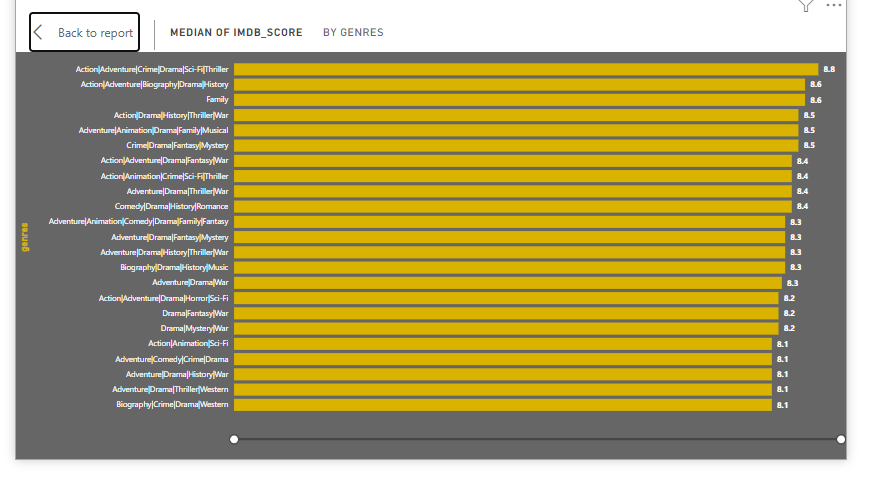 Back to report
MEDIAN OF IMDB_SCORE BY GENRES
Action|Adventure|Crime|Drama|Sci-Fi|Thriller 8.8
Action|Adventure|Biography|Drama|History 8.6
Family 8.6
Action|Drama|History|Thriller|War 8.5
Adventure|Animation|Drama|Family|Musical 8.5
Crime|Drama|Fantasy|Mystery 8.5
Action|Adventure|Drama|Fantasy|War 8.4
Action|Animation|Crime|Sci-Fi|Thriller 8.4
Adventure|Drama|Thriller|War 8.4
Comedy|Drama|History|Romance 8.4
Adventure|Animation|Comedy|Drama|Family|Fantasy 8.3
Adventure|Drama|Fantasy|Mystery 8.3
Adventure|Drama|History|Thriller|War 8.3
Biography|Drama|History|Music 8.3
Adventure|Drama|War 8.3
Action|Adventure|Drama|Horror|Sci-Fi 8.2
Drama|Fantasy|War 8.2
Drama|Mystery|War 8.2
Action|Animation|Sci-Fi 8.1
Adventure|Comedy|Crime|Drama 8.1
Adventure|Drama|History|War 8.1
Adventure|Drama|Thriller|Western 8.1
Biography|Crime|Drama|Western 8.1
genres